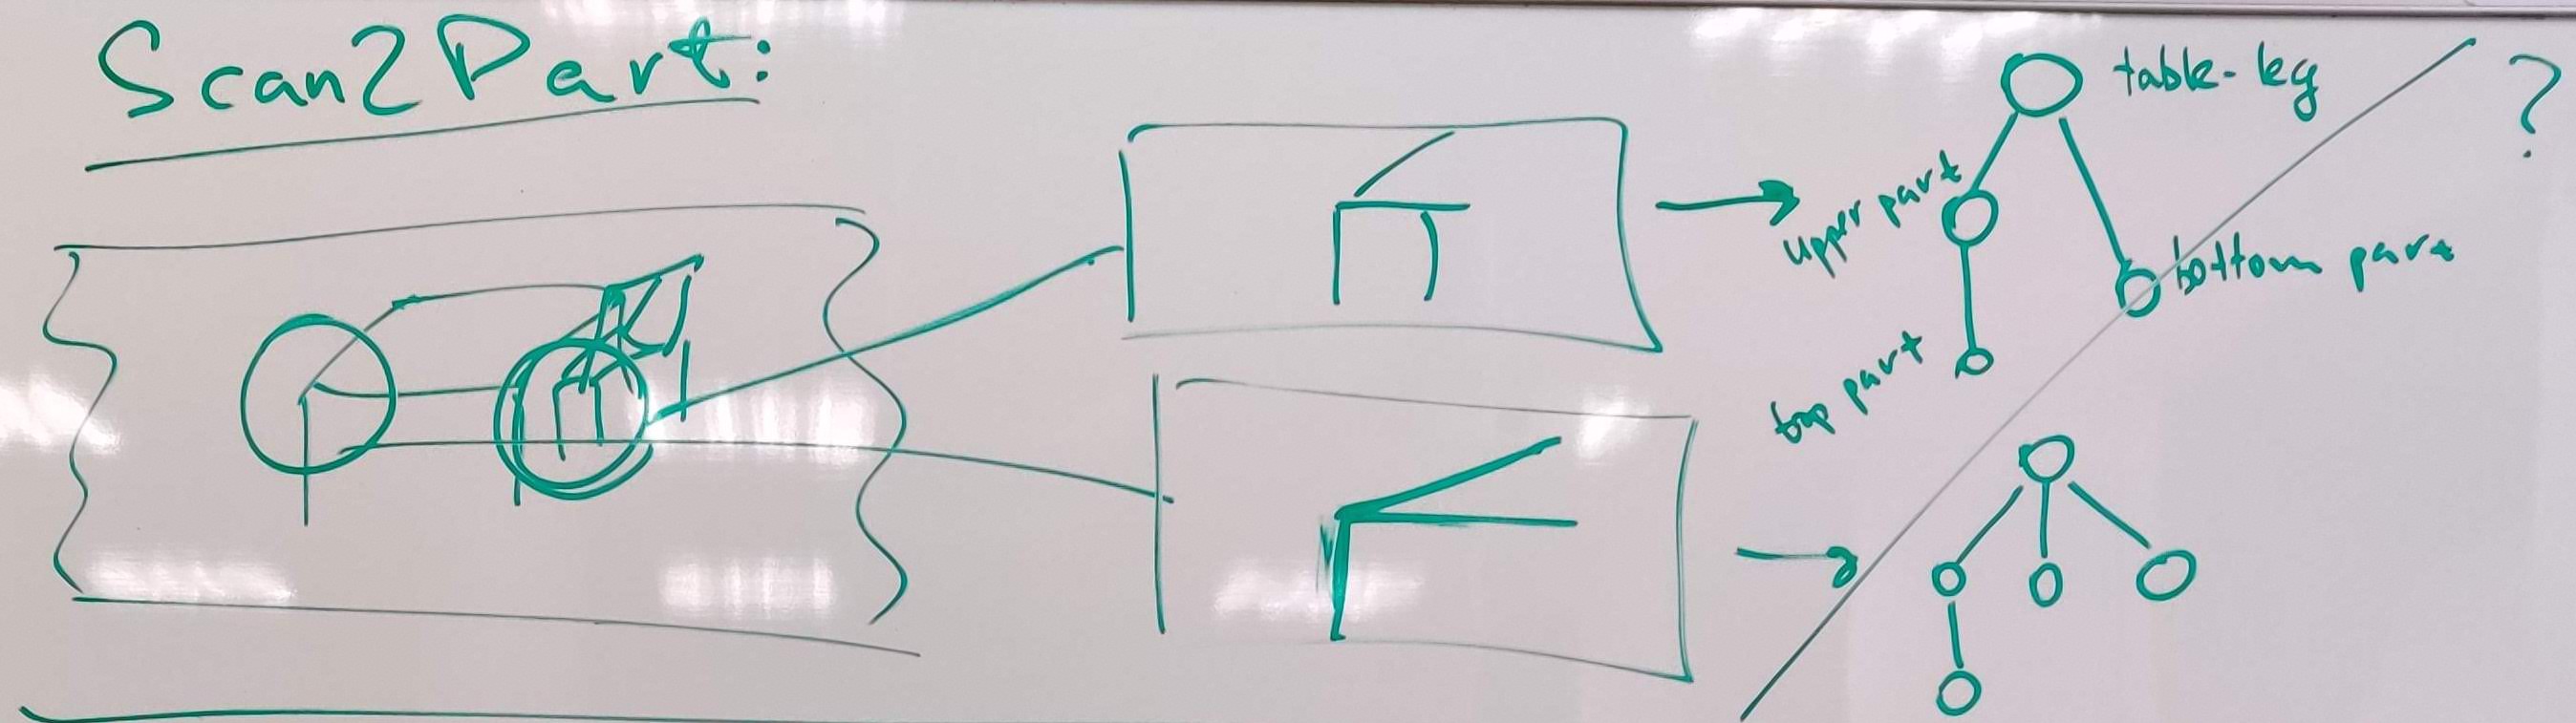 Scan2Part:
table-leg
?
upper part
bottom part
top part